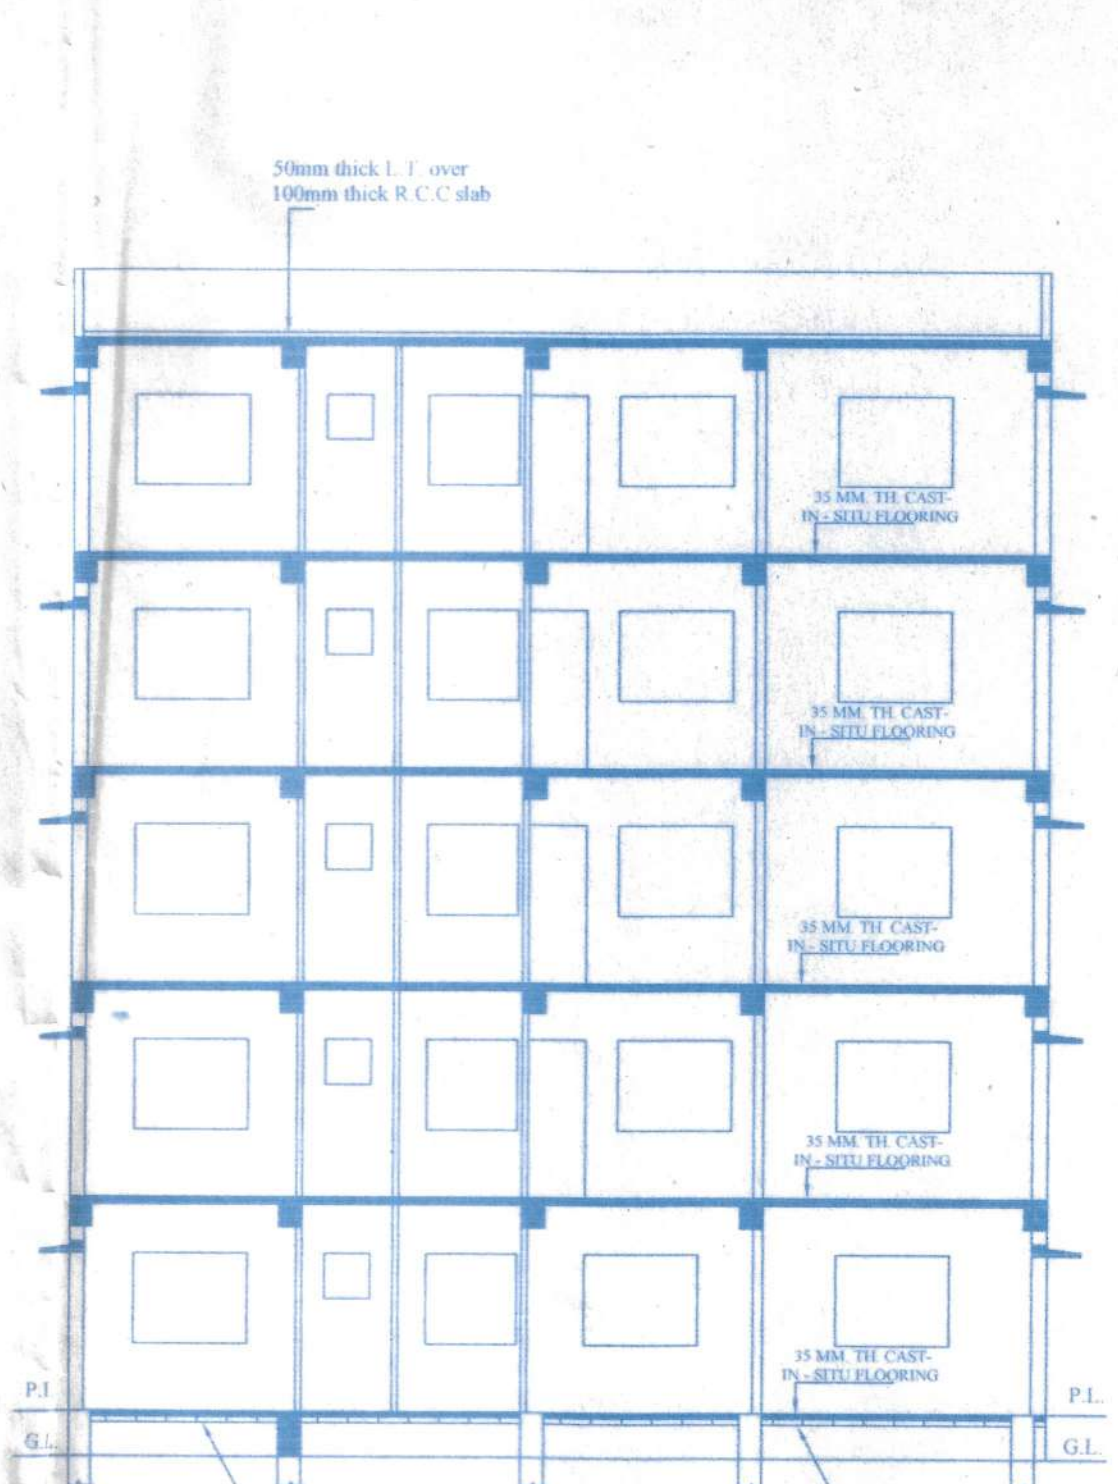 50mm thick L.T. over
100mm thick R.C.C slab
35 MM. TH. CAST-
IN - SITU FLOORING
35 MM. TH. CAST-
IN - SITU FLOORING
35 MM. TH. CAST-
IN - SITU FLOORING
35 MM. TH. CAST-
IN - SITU FLOORING
35 MM. TH. CAST-
IN - SITU FLOORING
P.L.
P.L.
G.L.
G.L.